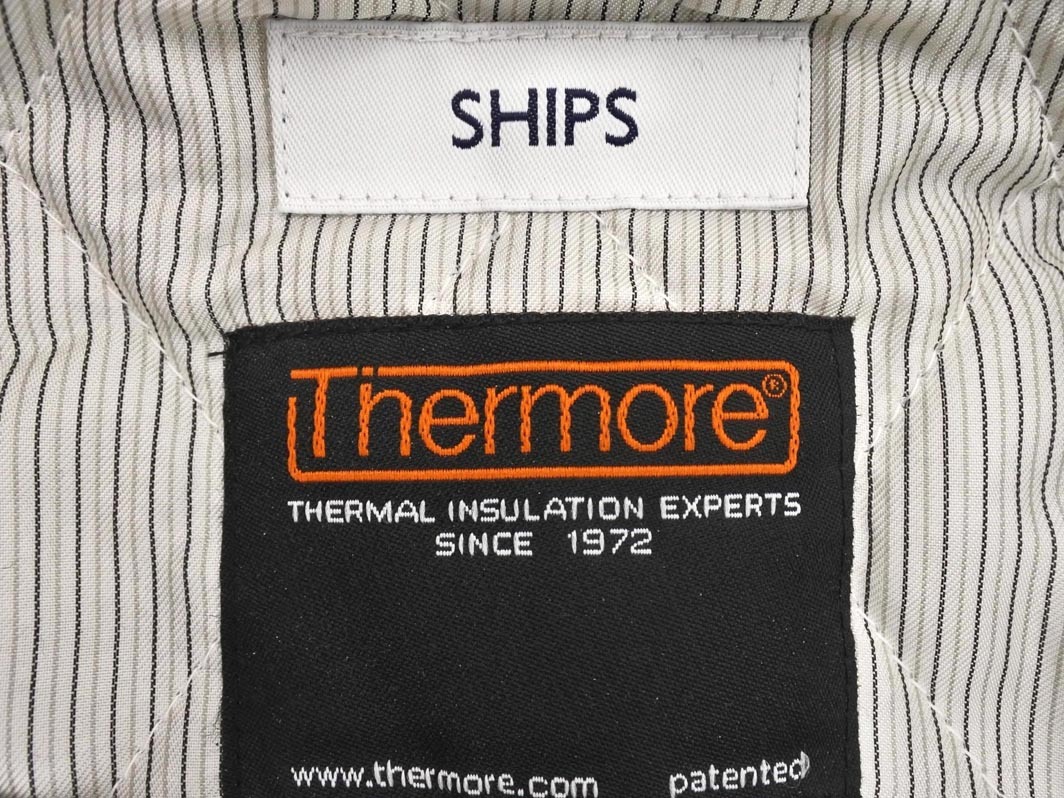 SHIPS
Thermore®
THERMAL INSULATION EXPERTS
SINCE 1972
www.thermore.com patented